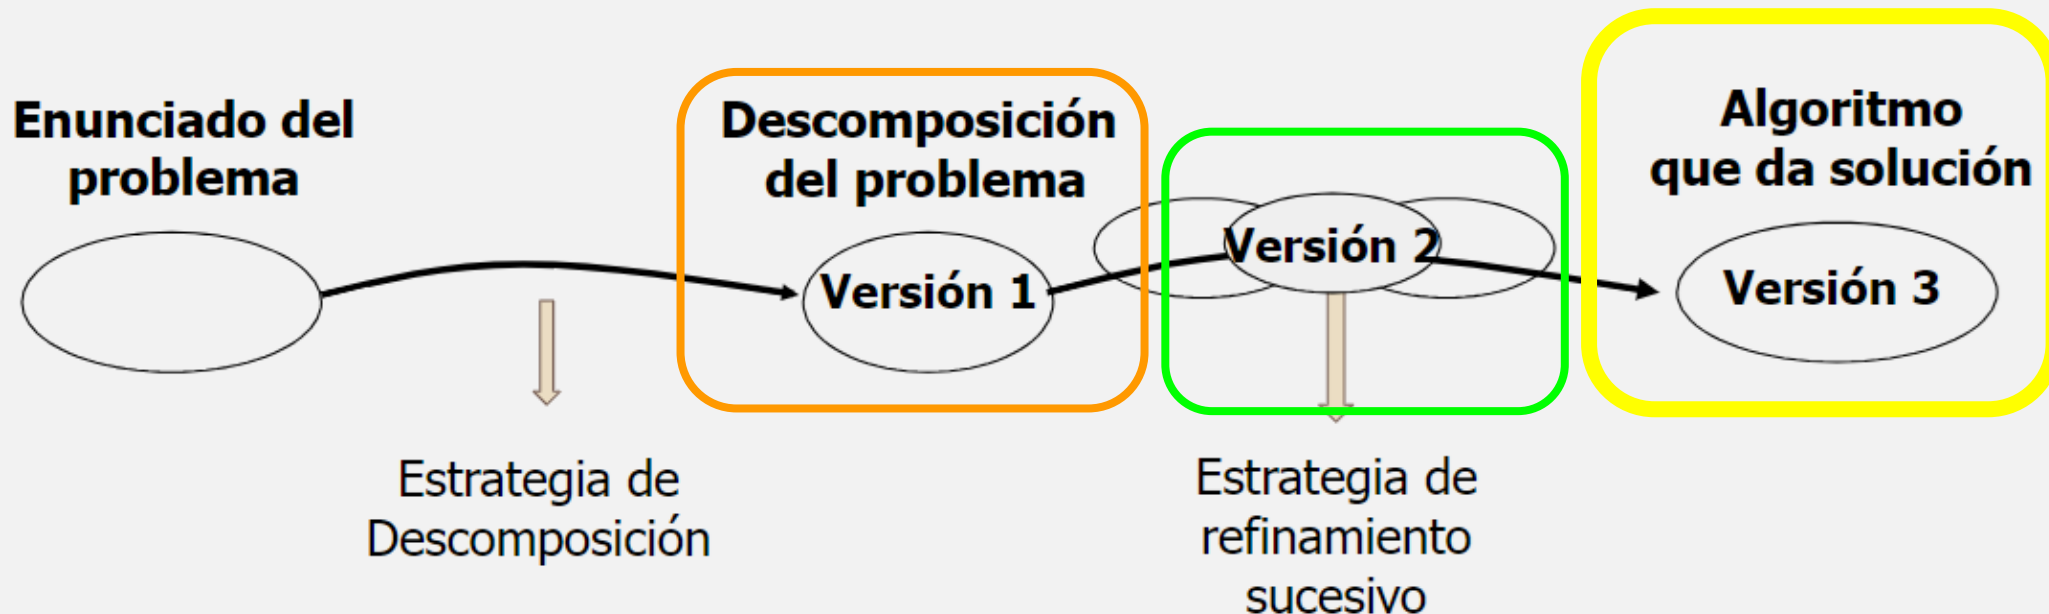 Enunciado del
problema
Descomposición
del problema
Versión 1
Versión 2
Algoritmo
que da solución
Versión 3
Estrategia de
Descomposición
Estrategia de
refinamiento
sucesivo